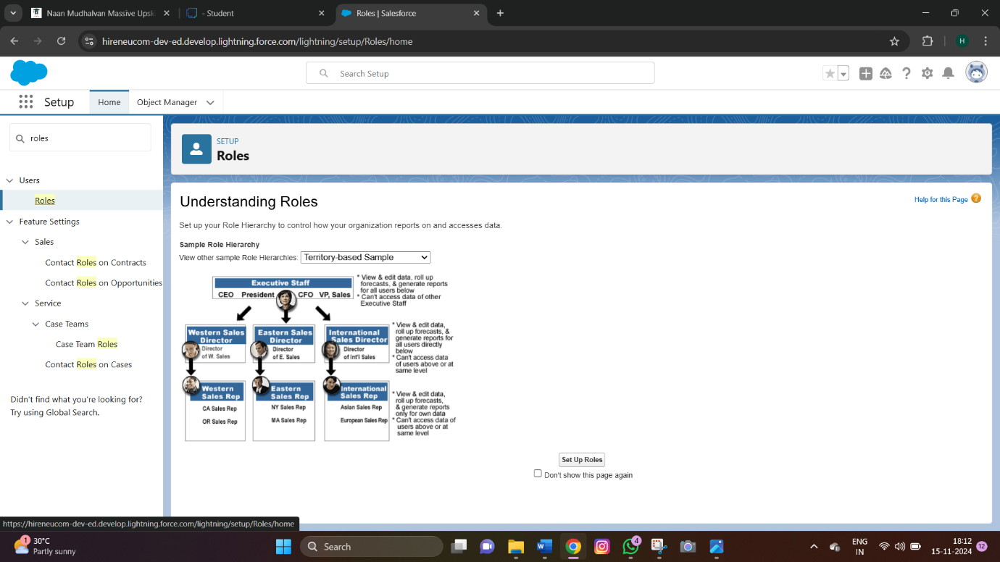 Naan Mudhalvan Massive Upsk
- Student
Roles | Salesforce
hireneucom-dev-ed.develop.lightning.force.com/lightning/setup/Roles/home
H
Search Setup
Setup
Home
Object Manager
roles
Users
Roles
Feature Settings
Sales
Contact Roles on Contracts
Contact Roles on Opportunities
Service
Case Teams
Case Team Roles
Contact Roles on Cases
Didn't find what you're looking for?
Try using Global Search.
SETUP
Roles
Understanding Roles
Help for this Page ?
Set up your Role Hierarchy to control how your organization reports on and accesses data.
Sample Role Hierarchy
View other sample Role Hierarchies: Territory-based Sample
Executive Staff
CEO President CFO VP, Sales
* View & edit data, roll up
forecasts, & generate reports
for all users below
* Can't access data of other
Executive Staff
Western Sales
Director
Director
of W. Sales
Eastern Sales
Director
Director
of E. Sales
International
Sales Director
Director
of Int'l Sales
* View & edit data,
roll up forecasts, &
generate reports for
all users directly
below
* Can't access data
of users above or at
same level
Western
Sales Rep
CA Sales Rep
OR Sales Rep
Eastern
Sales Rep
NY Sales Rep
MA Sales Rep
International
Sales Rep
Asian Sales Rep
European Sales Rep
* View & edit data,
roll up forecasts,
& generate reports
only for own data
* Can't access data of
users above or at
same level
Set Up Roles
Don't show this page again
https://hireneucom-dev-ed.develop.lightning.force.com/lightning/setup/Roles/home
1
30°C
Partly sunny
Search
W
4
ENG
IN
18:12
15-11-2024
12